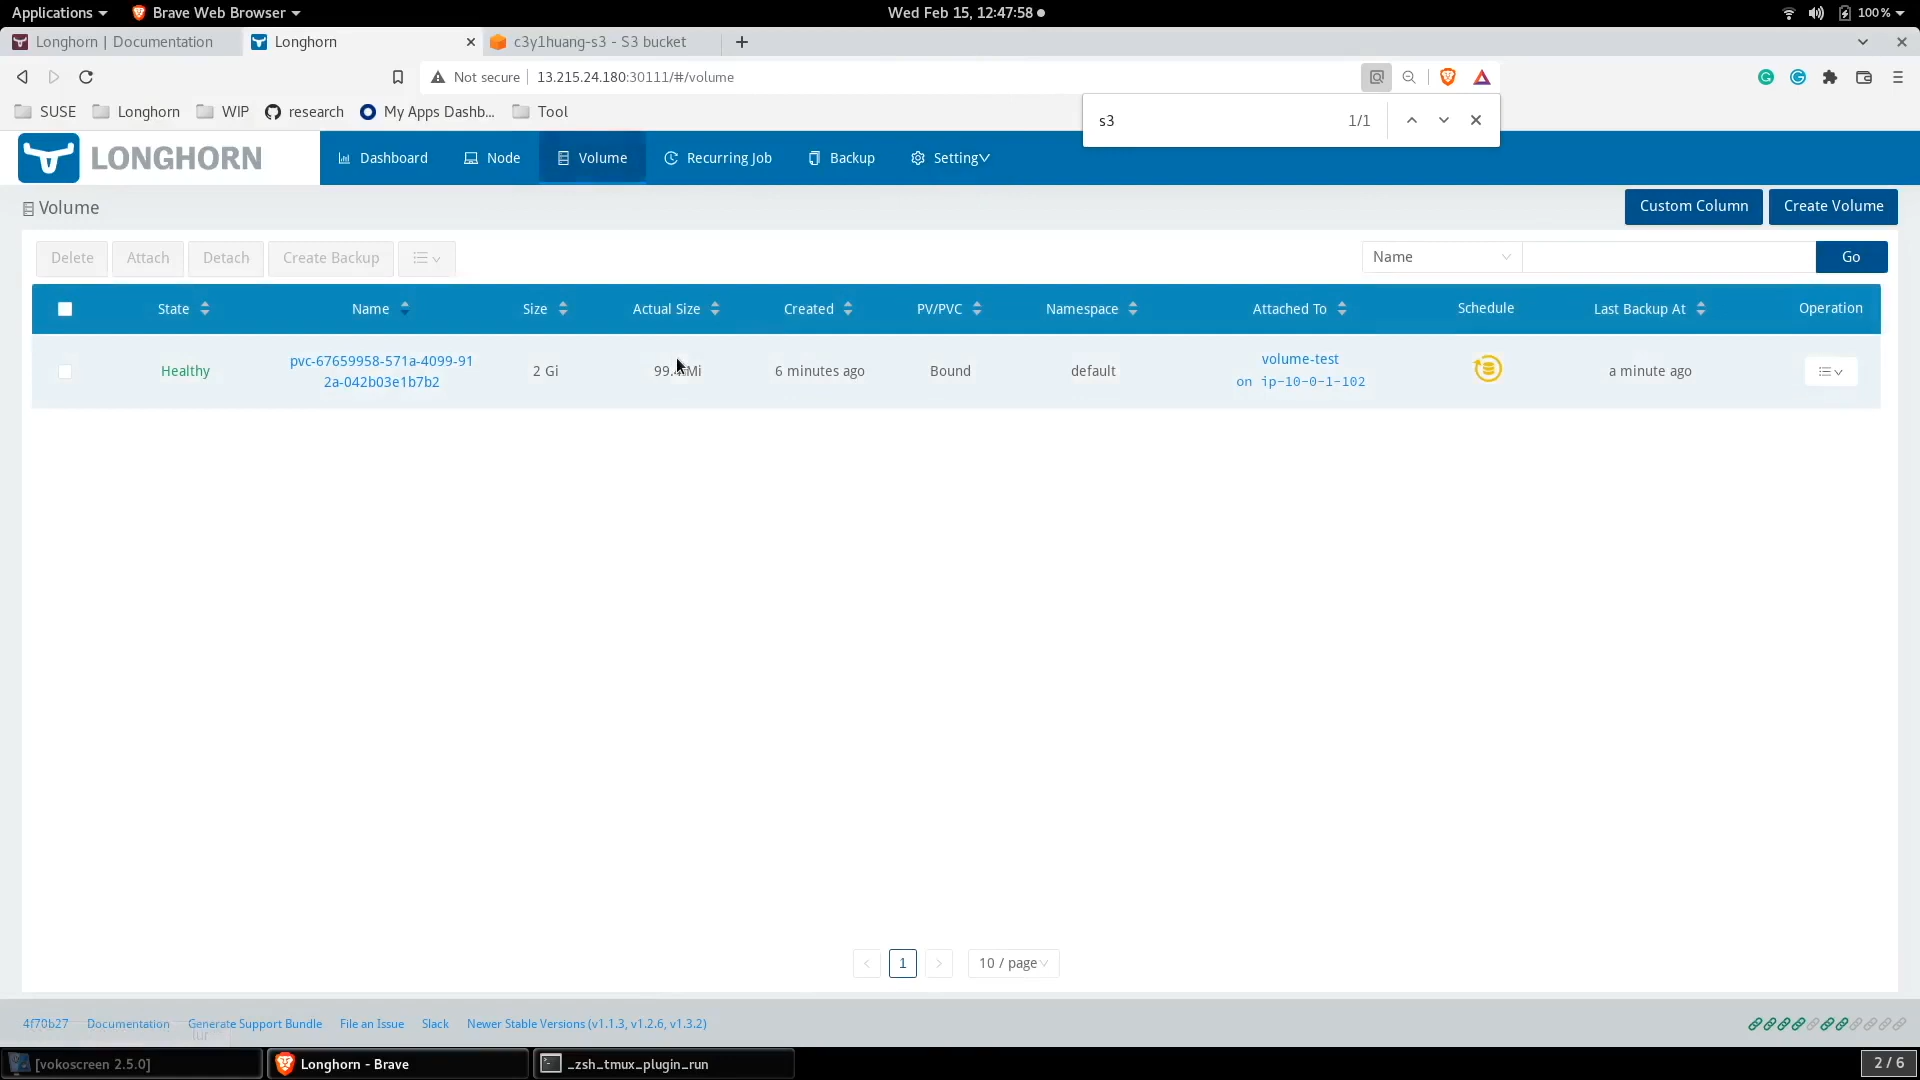 Applications
Brave Web Browser
Wed Feb 15, 12:47:58
100%
Longhorn | Documentation
Longhorn
c3y1huang-s3 - S3 bucket
Not secure
13.215.24.180:30111/#/volume
SUSE
Longhorn
WIP
research
My Apps Dashb...
Tool
s3
1/1
LONGHORN
Dashboard
Node
Volume
Recurring Job
Backup
Setting
Volume
Custom Column
Create Volume
Delete
Attach
Detach
Create Backup
Name
Go
State
Name
Size
Actual Size
Created
PV/PVC
Namespace
Attached To
Schedule
Last Backup At
Operation
Healthy
pvc-67659958-571a-4099-91
2a-042b03e1b7b2
2 Gi
6 minutes ago
Bound
default
volume-test
on ip-10-0-1-102
a minute ago
1
10 / page
4f70b27
Documentation
Generate Support Bundle
File an Issue
Slack
Newer Stable Versions (v1.1.3, v1.2.6, v1.3.2)
[vokoscreen 2.5.0]
Longhorn - Brave
_zsh_tmux_plugin_run
2 / 6